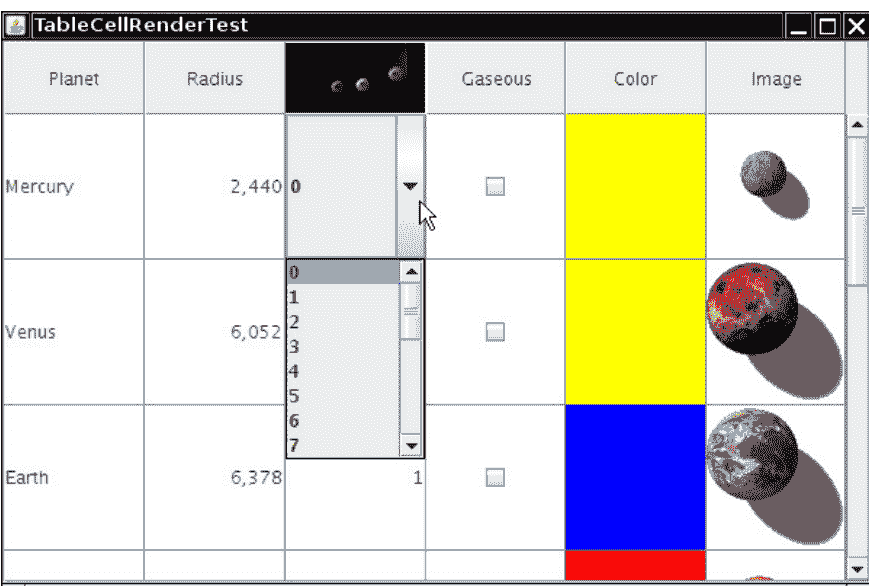 TableCellRenderTest
Planet Radius Gaseous Color Image
Mercury 2,440 0
0
1
2
Venus 6,052
3
4
5
6
7
Earth 6,378 1